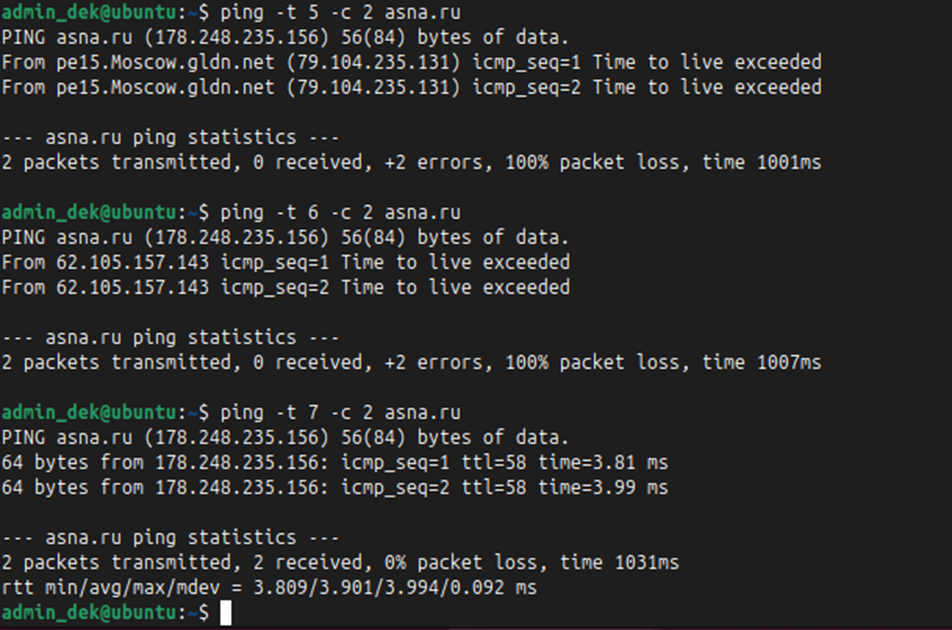 admin_dek@ubuntu:~$ ping -t 5 -c 2 asna.ru
PING asna.ru (178.248.235.156) 56(84) bytes of data.
From pe15.Moscow.gldn.net (79.104.235.131) icmp_seq=1 Time to live exceeded
From pe15.Moscow.gldn.net (79.104.235.131) icmp_seq=2 Time to live exceeded
--- asna.ru ping statistics ---
2 packets transmitted, 0 received, +2 errors, 100% packet loss, time 1001ms
admin_dek@ubuntu:~$ ping -t 6 -c 2 asna.ru
PING asna.ru (178.248.235.156) 56(84) bytes of data.
From 62.105.157.143 icmp_seq=1 Time to live exceeded
From 62.105.157.143 icmp_seq=2 Time to live exceeded
--- asna.ru ping statistics ---
2 packets transmitted, 0 received, +2 errors, 100% packet loss, time 1007ms
admin_dek@ubuntu:~$ ping -t 7 -c 2 asna.ru
PING asna.ru (178.248.235.156) 56(84) bytes of data.
64 bytes from 178.248.235.156: icmp_seq=1 ttl=58 time=3.81 ms
64 bytes from 178.248.235.156: icmp_seq=2 ttl=58 time=3.99 ms
--- asna.ru ping statistics ---
2 packets transmitted, 2 received, 0% packet loss, time 1031ms
rtt min/avg/max/mdev = 3.809/3.901/3.994/0.092 ms
admin_dek@ubuntu:~$